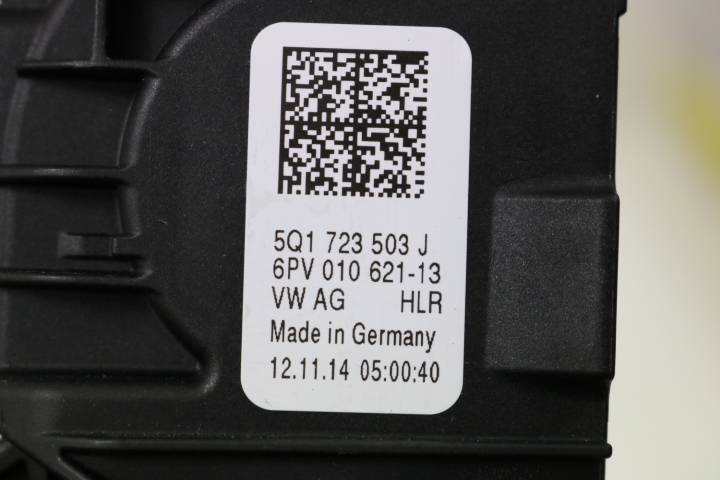 5Q1 723 503 J
6PV 010 621-13
VW AG HLR
Made in Germany
12.11.14 05:00:40